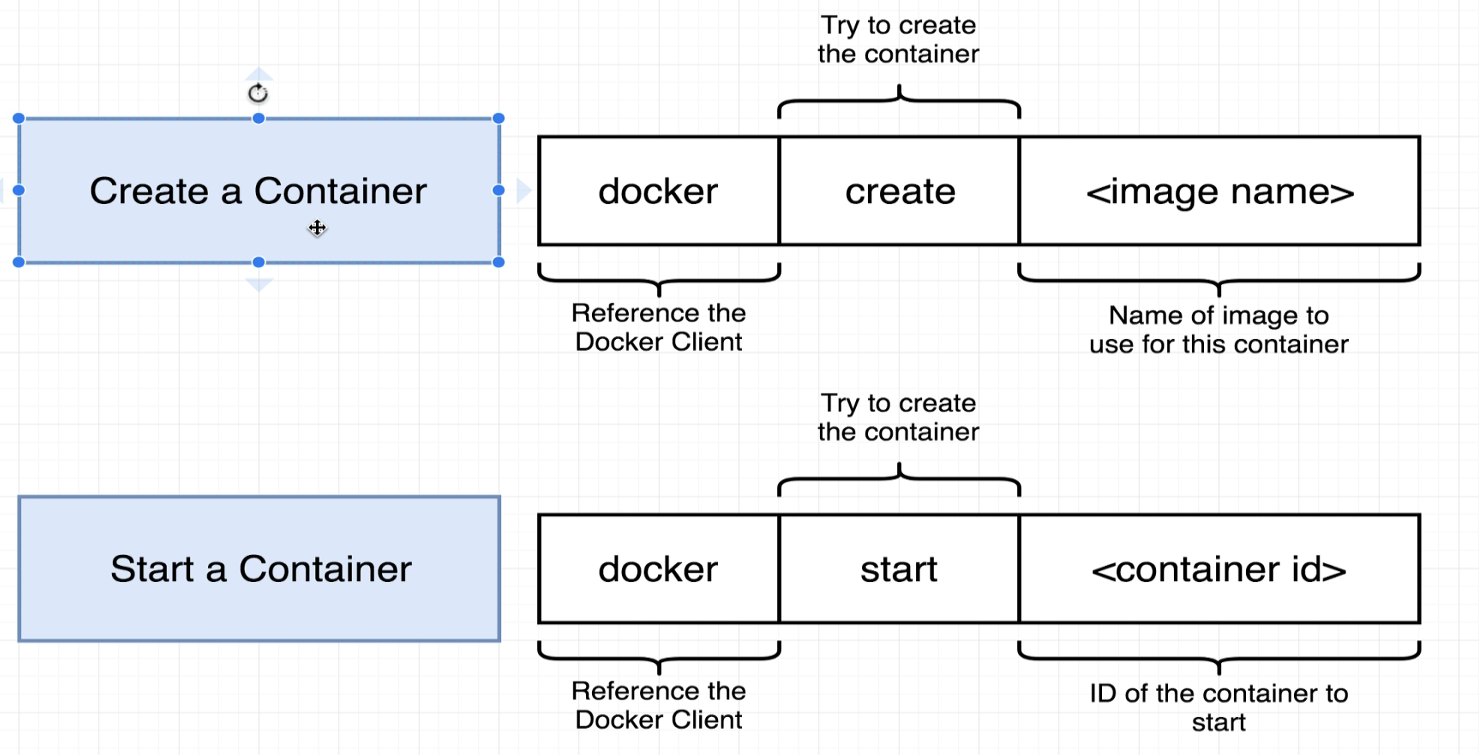 Try to create
the container
Create a Container
docker
create
<image name>
Reference the
Docker Client
Name of image to
use for this container
Try to create
the container
Start a Container
docker
start
<container id>
Reference the
Docker Client
ID of the container to
start